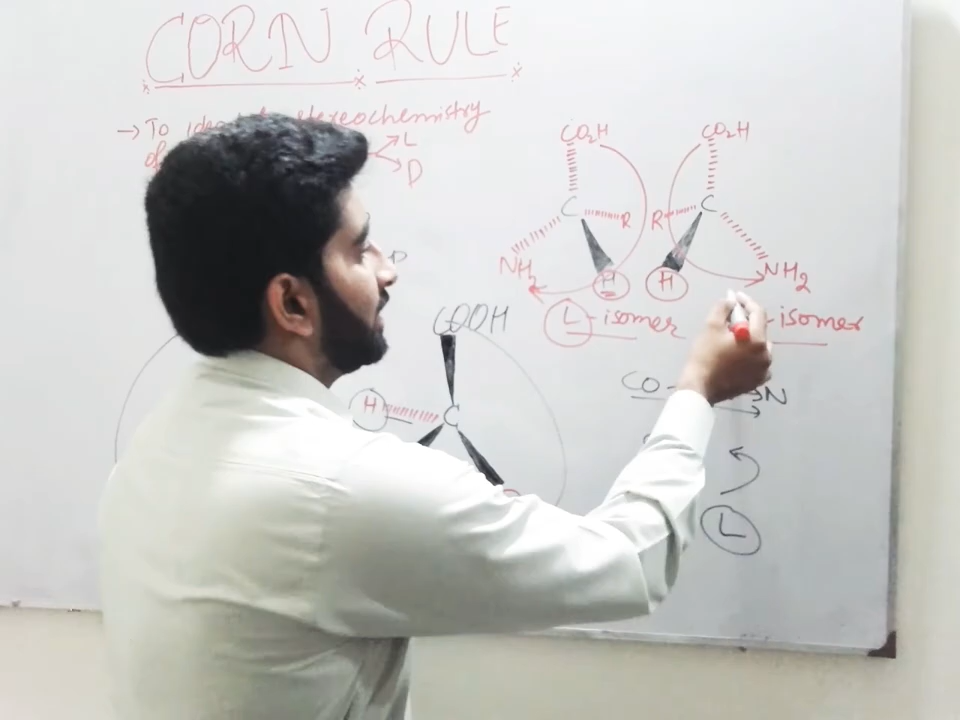 CORN RULE
→ To stereochemistry
L
D
CO₂H
C
R
NH₂
H
L-isomer
CO₂H
C
R
H
NH₂
-isomer
P
COOH
H
C
CO
N
L